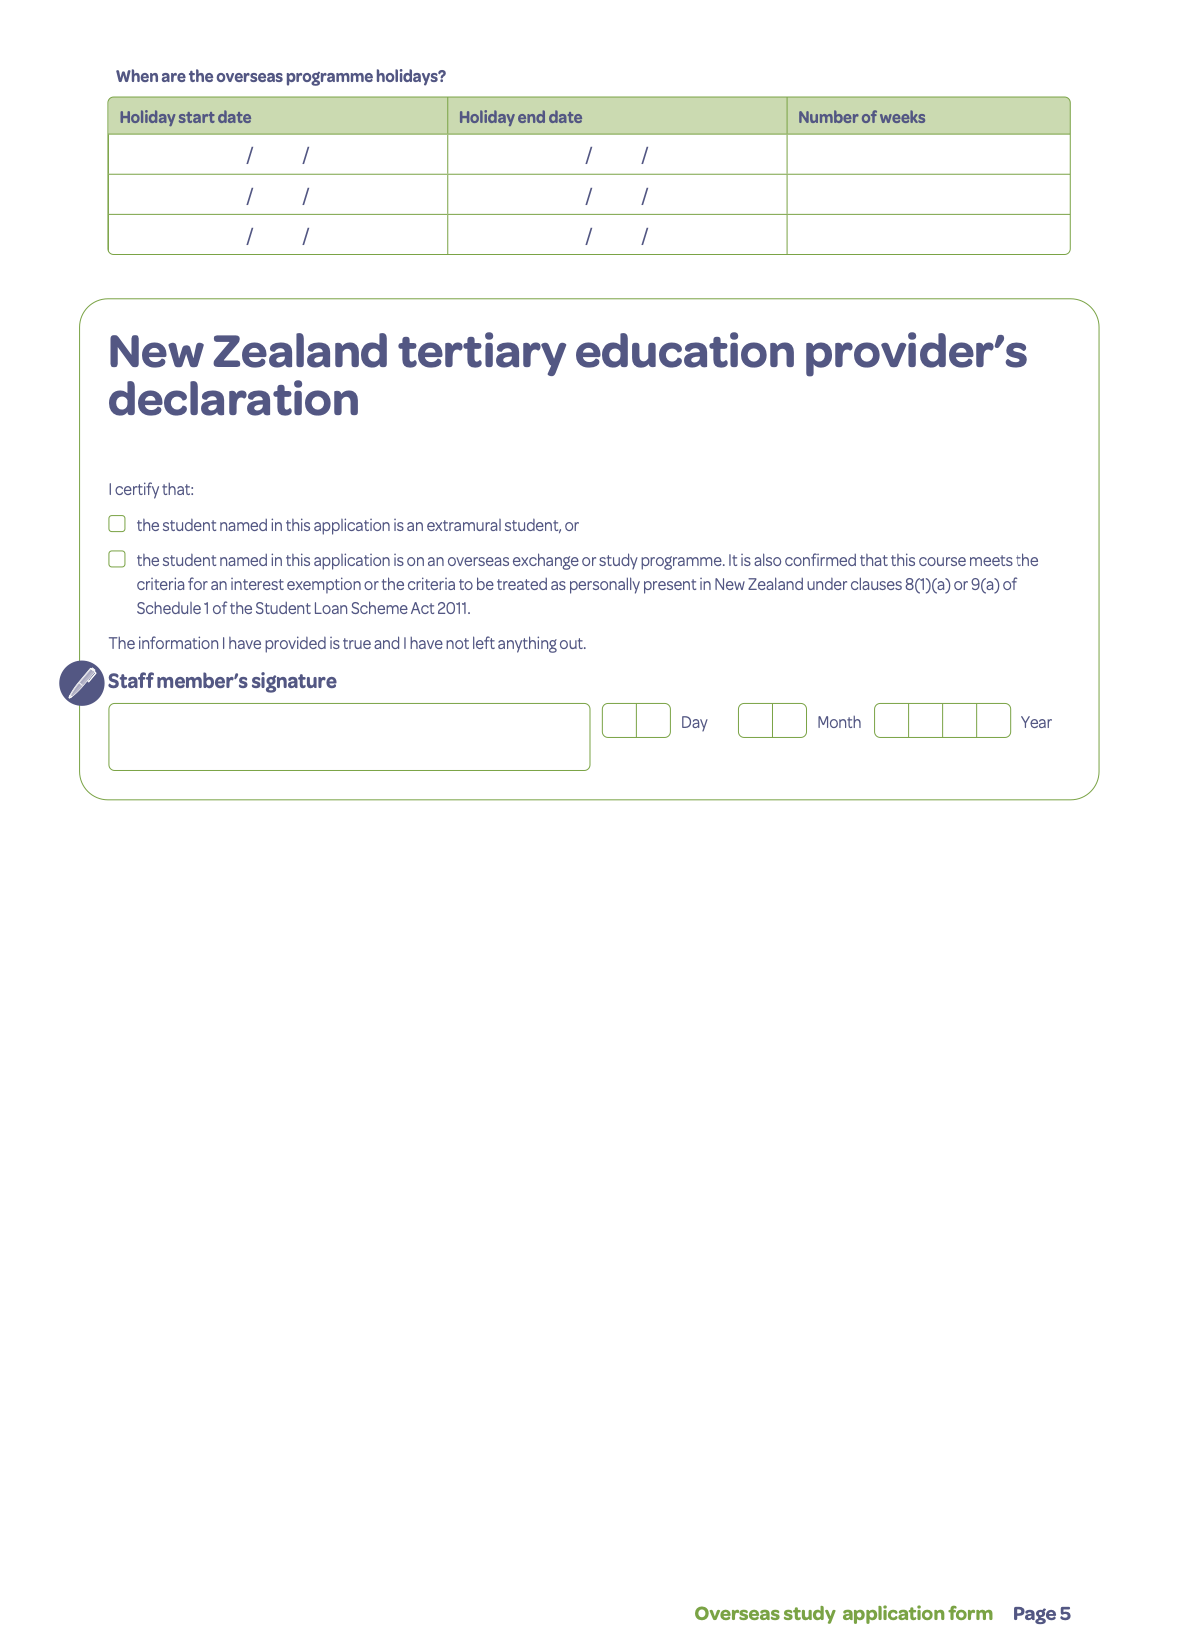 When are the overseas programme holidays?
Holiday start date Holiday end date Number of weeks
/ / / /
/ / / /
/ / / /
New Zealand tertiary education provider’s
declaration
I certify that:
the student named in this application is an extramural student, or
the student named in this application is on an overseas exchange or study programme. It is also confirmed that this course meets the
criteria for an interest exemption or the criteria to be treated as personally present in New Zealand under clauses 8(1)(a) or 9(a) of
Schedule 1 of the Student Loan Scheme Act 2011.
The information I have provided is true and I have not left anything out.
Staff member’s signature
Day Month Year
Overseas study application form Page 5